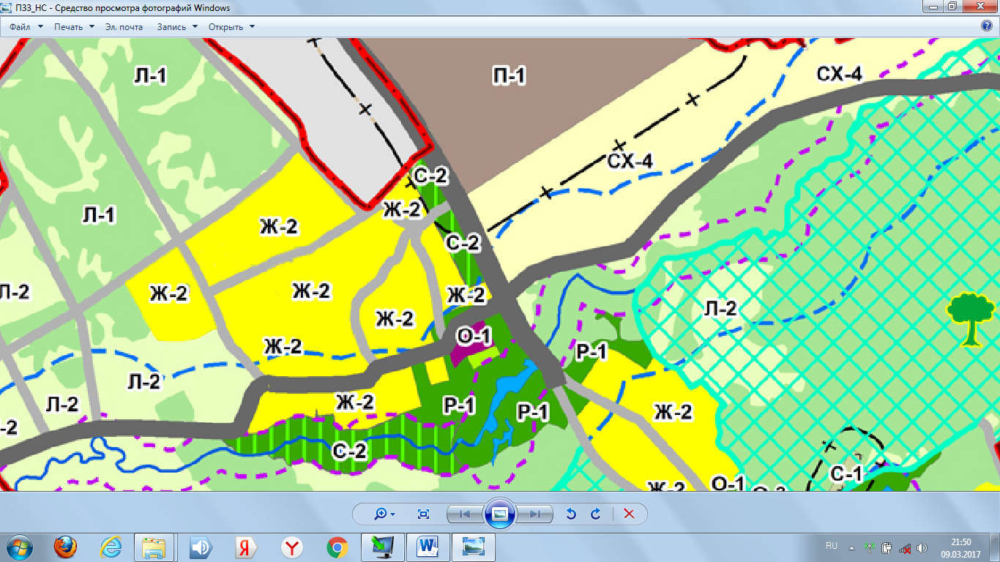 ПЗЗ_НС - Средство просмотра фотографий Windows
Файл Печать Эл. почта Запись Открыть
Л-1
П-1
СХ-4
СХ-4
С-2
Л-1
Ж-2
Ж-2
С-2
Л-2
Ж-2
Ж-2
Ж-2
Ж-2
Л-2
О-1
Ж-2
Р-1
Л-2
Л-2
Ж-2
Р-1
Р-1
Ж-2
-2
С-2
С-1
Ж-2
О-1
RU
21:50
09.03.2017